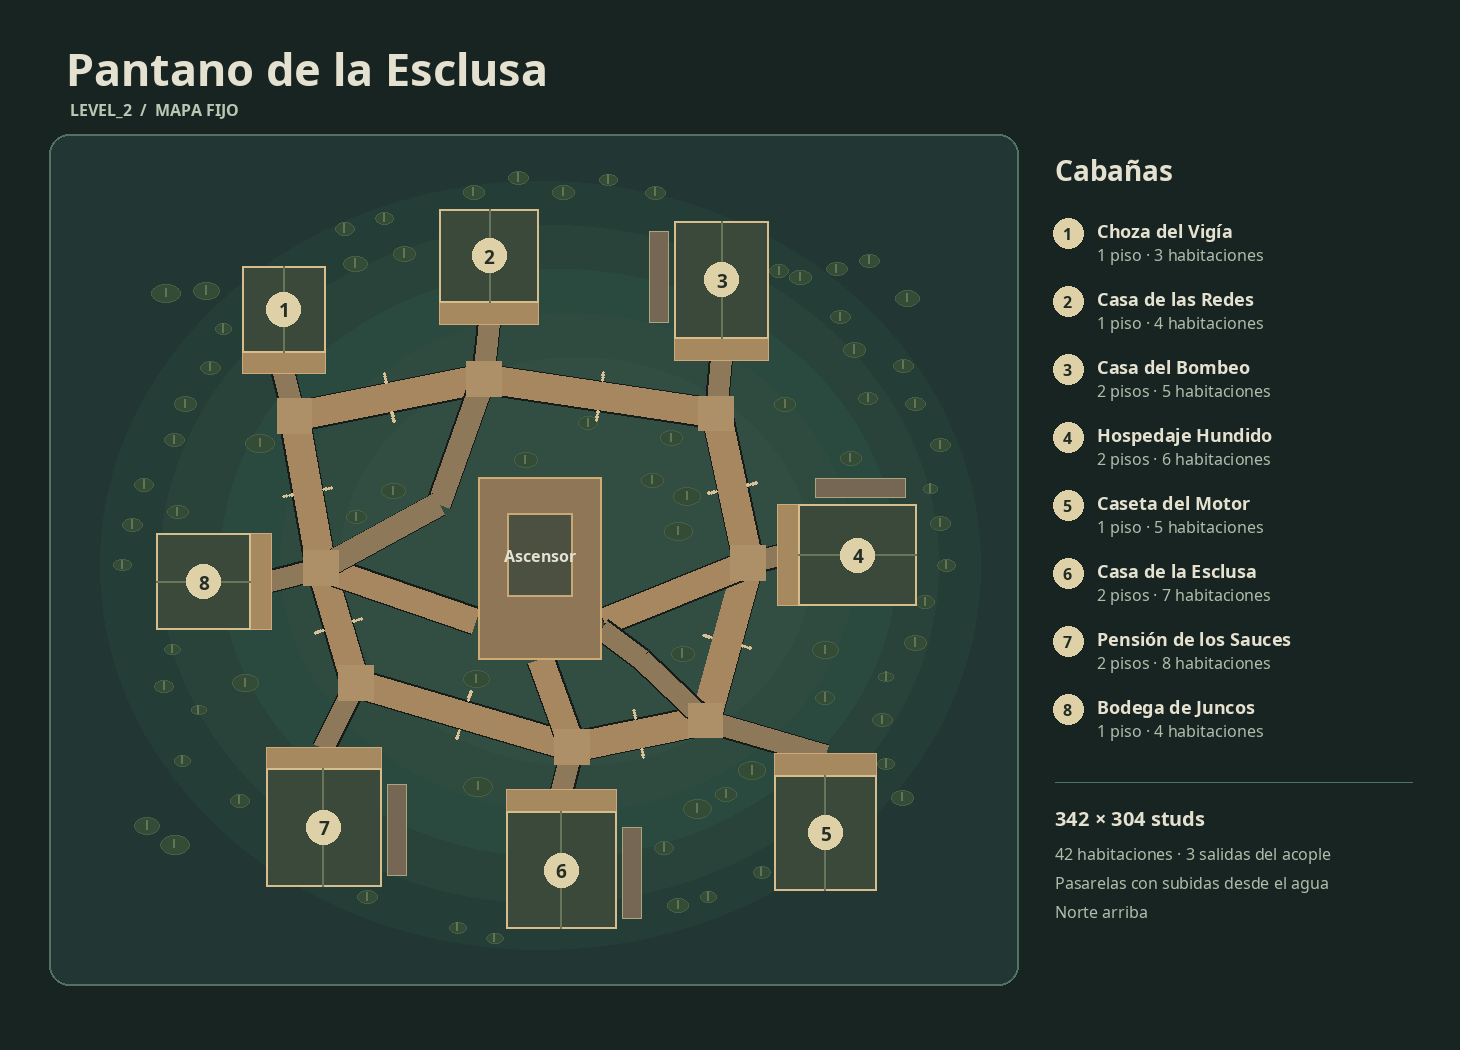 Pantano de la Esclusa
LEVEL_2 / MAPA FIJO
1
2
3
Ascensor
4
8
7
6
5
Cabañas
1 Choza del Vigía
1 piso · 3 habitaciones
2 Casa de las Redes
1 piso · 4 habitaciones
3 Casa del Bombeo
2 pisos · 5 habitaciones
4 Hospedaje Hundido
2 pisos · 6 habitaciones
5 Caseta del Motor
1 piso · 5 habitaciones
6 Casa de la Esclusa
2 pisos · 7 habitaciones
7 Pensión de los Sauces
2 pisos · 8 habitaciones
8 Bodega de Juncos
1 piso · 4 habitaciones
342 × 304 studs
42 habitaciones · 3 salidas del acople
Pasarelas con subidas desde el agua
Norte arriba